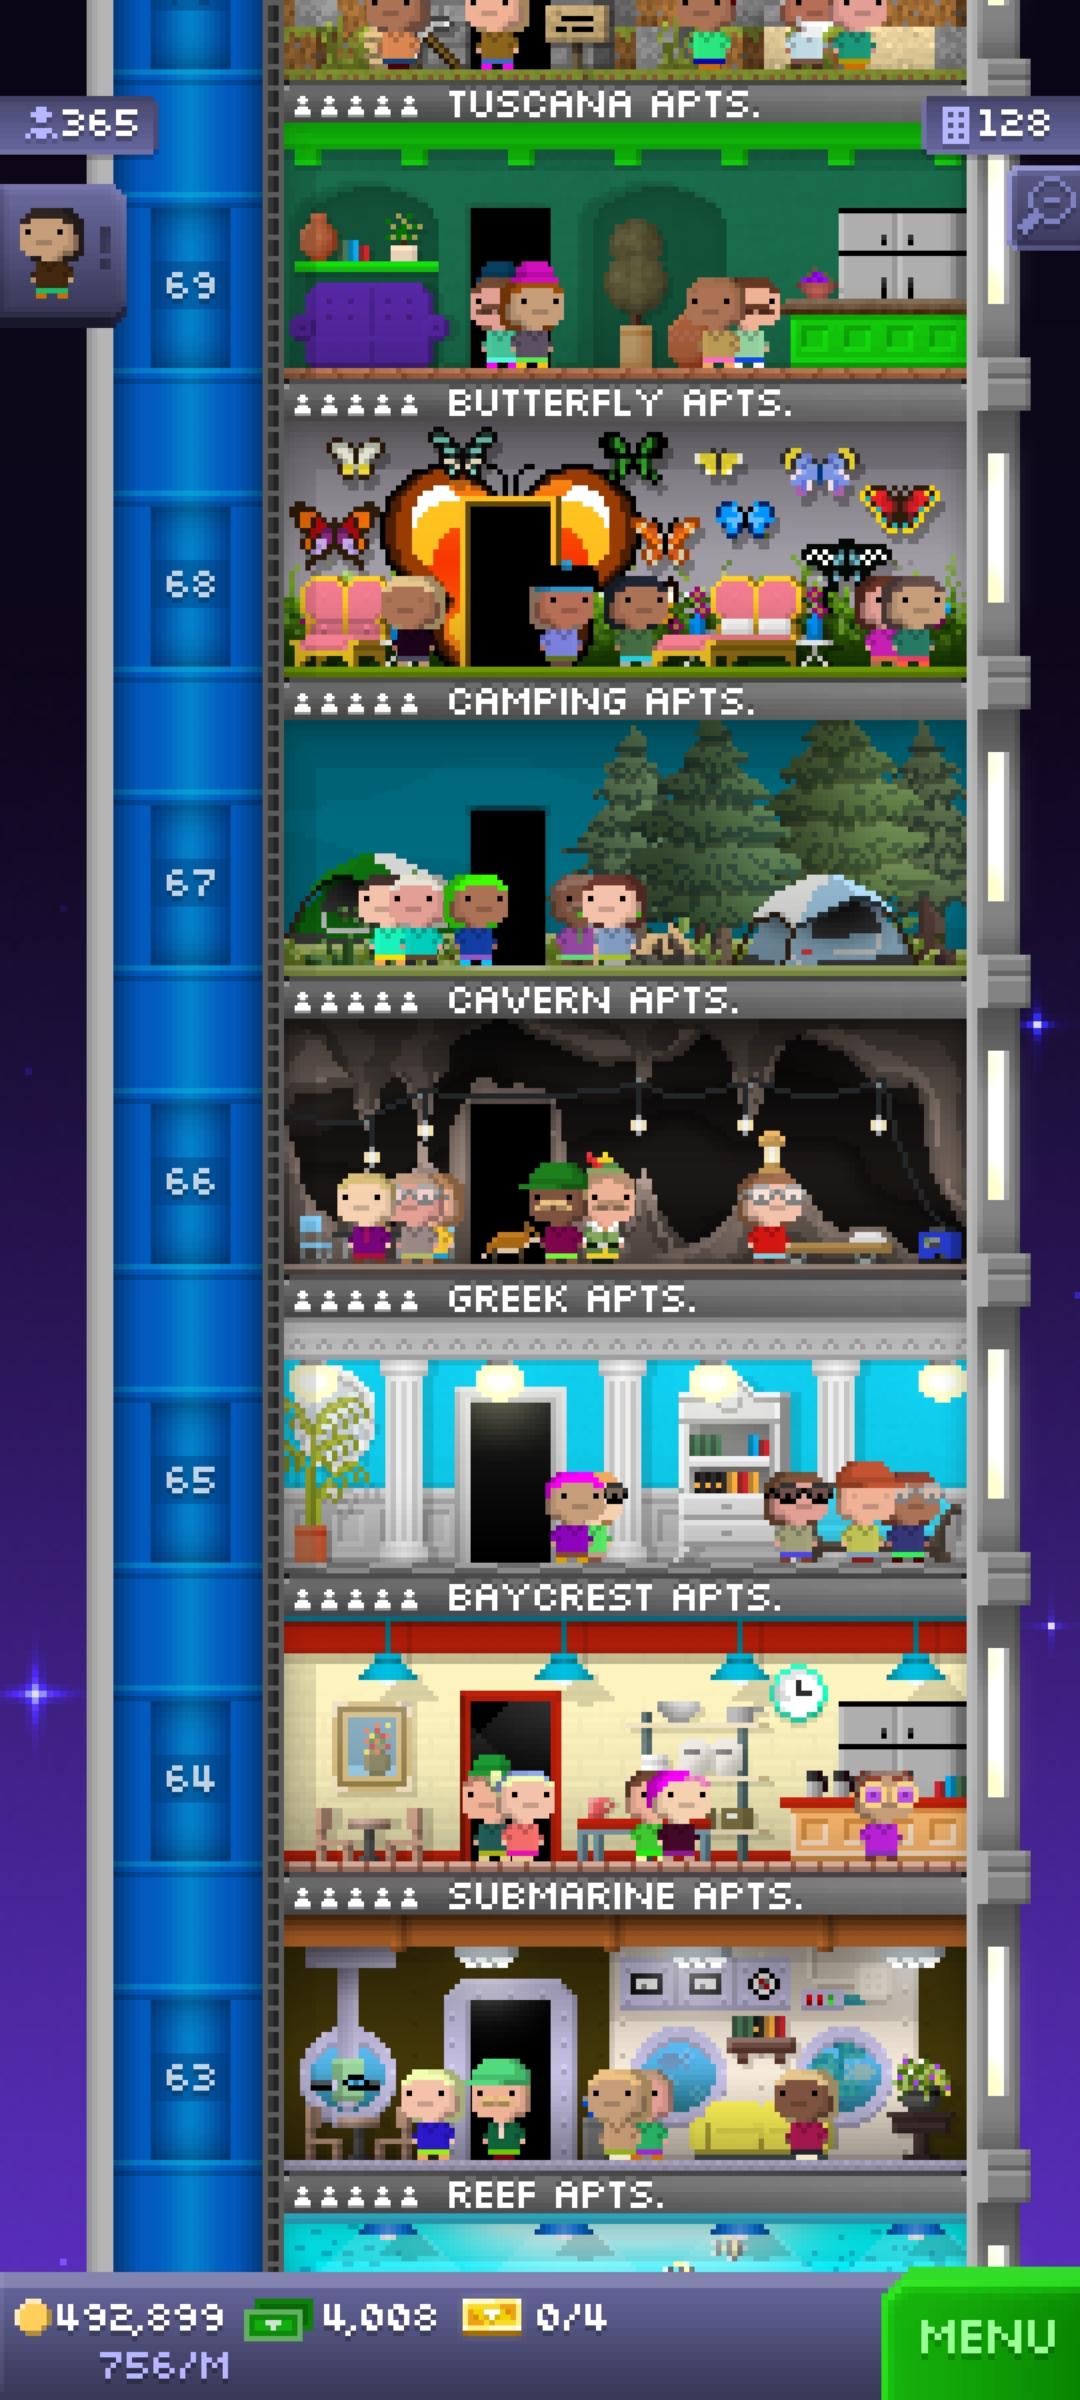 TUSCANA APTS.
365
128
69
BUTTERFLY APTS.
68
CAMPING APTS.
67
CAVERN APTS.
66
GREEK APTS.
65
BAYCREST APTS.
64
SUBMARINE APTS.
63
REEF APTS.
492,899 4,008 0/4
756/M
MENU